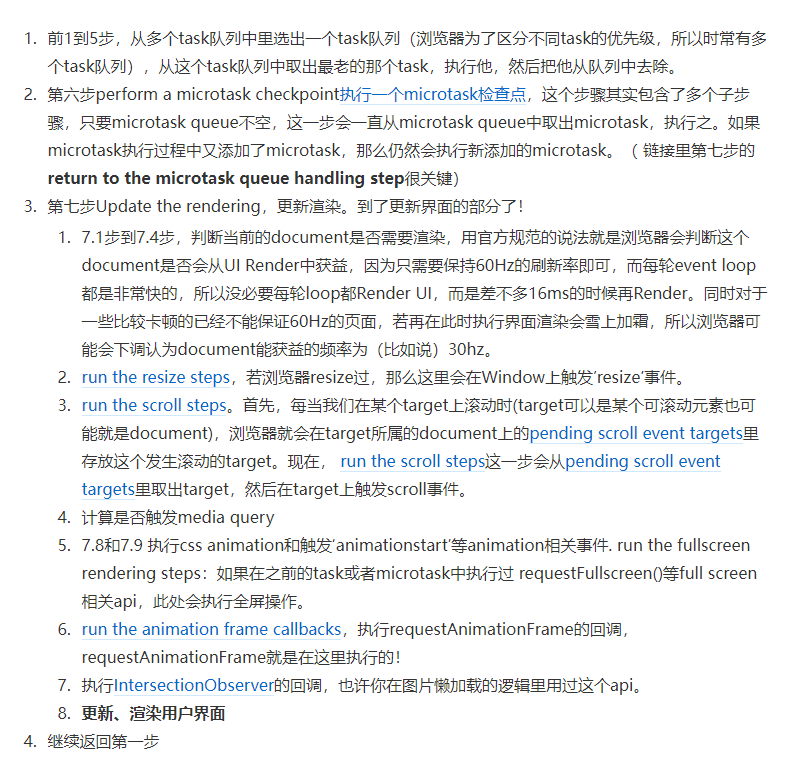 1. 前1到5步，从多个task队列中里选出一个task队列（浏览器为了区分不同task的优先级，所以时常有多
个task队列），从这个task队列中取出最老的那个task，执行他，然后把他从队列中去除。
2. 第六步perform a microtask checkpoint执行一个microtask检查点，这个步骤其实包含了多个子步
骤，只要microtask queue不空，这一步会一直从microtask queue中取出microtask，执行之。如果
microtask执行过程中又添加了microtask，那么仍然会执行新添加的microtask。（ 链接里第七步的
return to the microtask queue handling step很关键）
3. 第七步Update the rendering，更新渲染。到了更新界面的部分了！
1. 7.1步到7.4步，判断当前的document是否需要渲染，用官方规范的说法就是浏览器会判断这个
document是否会从UI Render中获益，因为只需要保持60Hz的刷新率即可，而每轮event loop
都是非常快的，所以没必要每轮loop都Render UI，而是差不多16ms的时候再Render。同时对于
一些比较卡顿的已经不能保证60Hz的页面，若再在此时执行界面渲染会雪上加霜，所以浏览器可
能会下调认为document能获益的频率为（比如说）30hz。
2. run the resize steps，若浏览器resize过，那么这里会在Window上触发'resize'事件。
3. run the scroll steps。首先，每当我们在某个target上滚动时(target可以是某个可滚动元素也可
能就是document)，浏览器就会在target所属的document上的pending scroll event targets里
存放这个发生滚动的target。现在， run the scroll steps这一步会从pending scroll event
targets里取出target，然后在target上触发scroll事件。
4. 计算是否触发media query
5. 7.8和7.9 执行css animation和触发'animationstart'等animation相关事件. run the fullscreen
rendering steps：如果在之前的task或者microtask中执行过 requestFullscreen()等full screen
相关api，此处会执行全屏操作。
6. run the animation frame callbacks，执行requestAnimationFrame的回调，
requestAnimationFrame就是在这里执行的！
7. 执行IntersectionObserver的回调，也许你在图片懒加载的逻辑里用过这个api。
8. 更新、渲染用户界面
4. 继续返回第一步